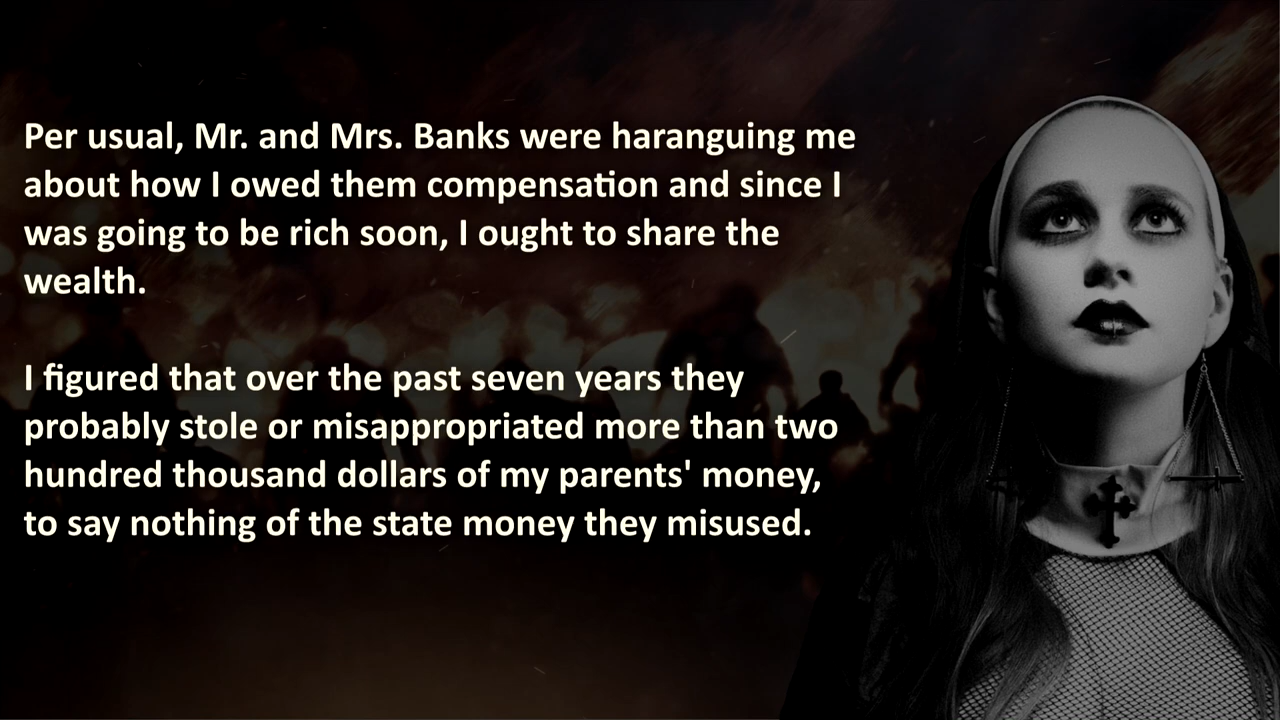 Per usual, Mr. and Mrs. Banks were haranguing me
about how I owed them compensation and since I
was going to be rich soon, I ought to share the
wealth.
I figured that over the past seven years they
probably stole or misappropriated more than two
hundred thousand dollars of my parents' money,
to say nothing of the state money they misused.